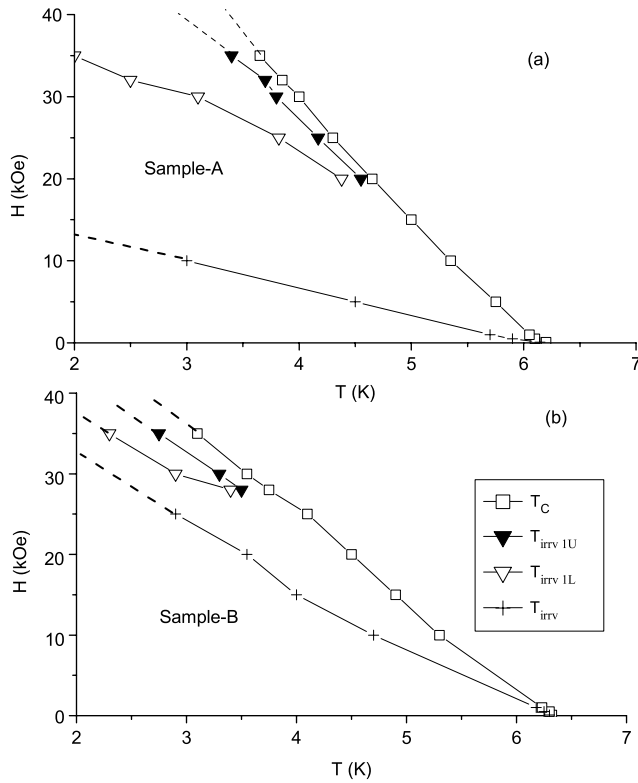 40
(a)
30
20
Sample-A
10
0
H (kOe)
2 3 4 5 6 7
T (K)
40
(b)
30
20
10
0
H (kOe)
Sample-B
T_C
T_irrv 1U
T_irrv 1L
T_irrv
2 3 4 5 6 7
T (K)